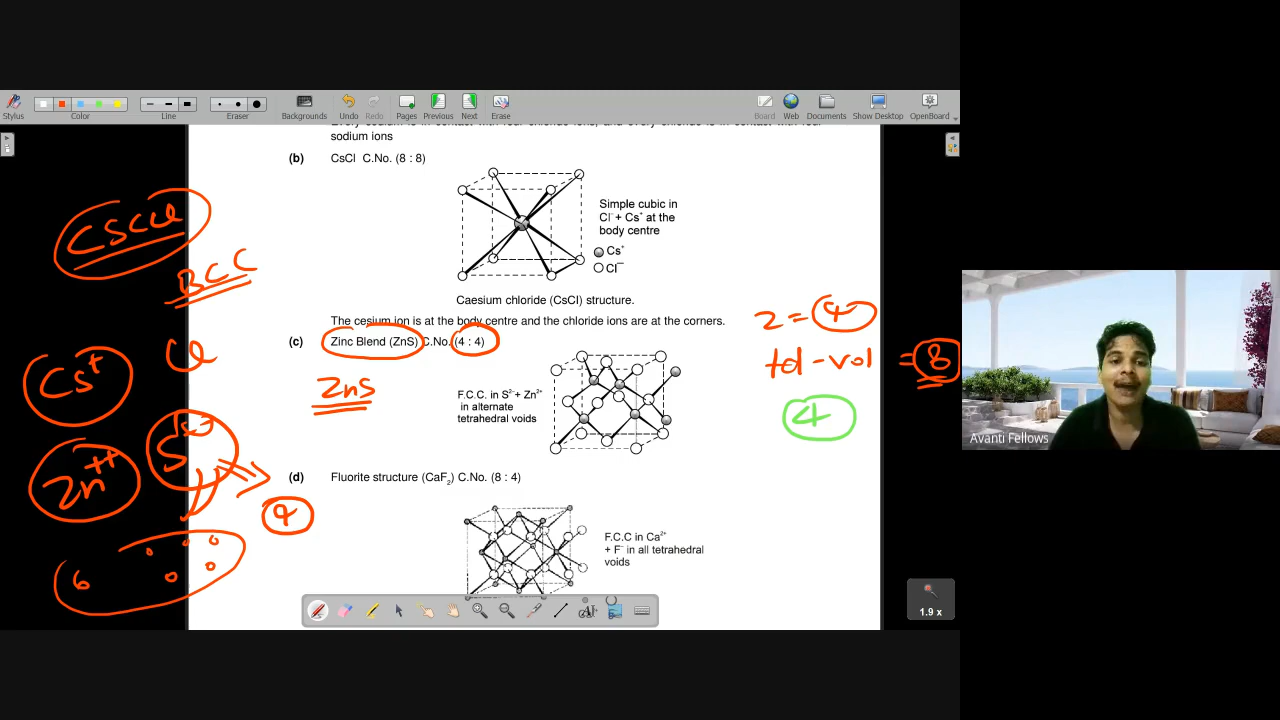 Stylus
Color
Line
Eraser
Backgrounds
Undo
Redo
Pages
Previous
Next
Erase
Board
Web
Documents
Show Desktop
OpenBoard
sodium ions
(b) CsCl C.No. (8 : 8)
Simple cubic in
Cl⁻ + Cs⁺ at the
body centre
Cs⁺
Cl⁻
Caesium chloride (CsCl) structure.
The cesium ion is at the body centre and the chloride ions are at the corners.
(c) Zinc Blend (ZnS) C.No. (4 : 4)
F.C.C. in S²⁻ + Zn²⁺
in alternate
tetrahedral voids
(d) Fluorite structure (CaF₂) C.No. (8 : 4)
F.C.C in Ca²⁺
+ F⁻ in all tetrahedral
voids
CsCl
BCC
Cl
Cs⁺
Zn⁺⁺
ZnS
4
6
Z = 4
td - vol = 8
4
Avanti Fellows
1.9 x